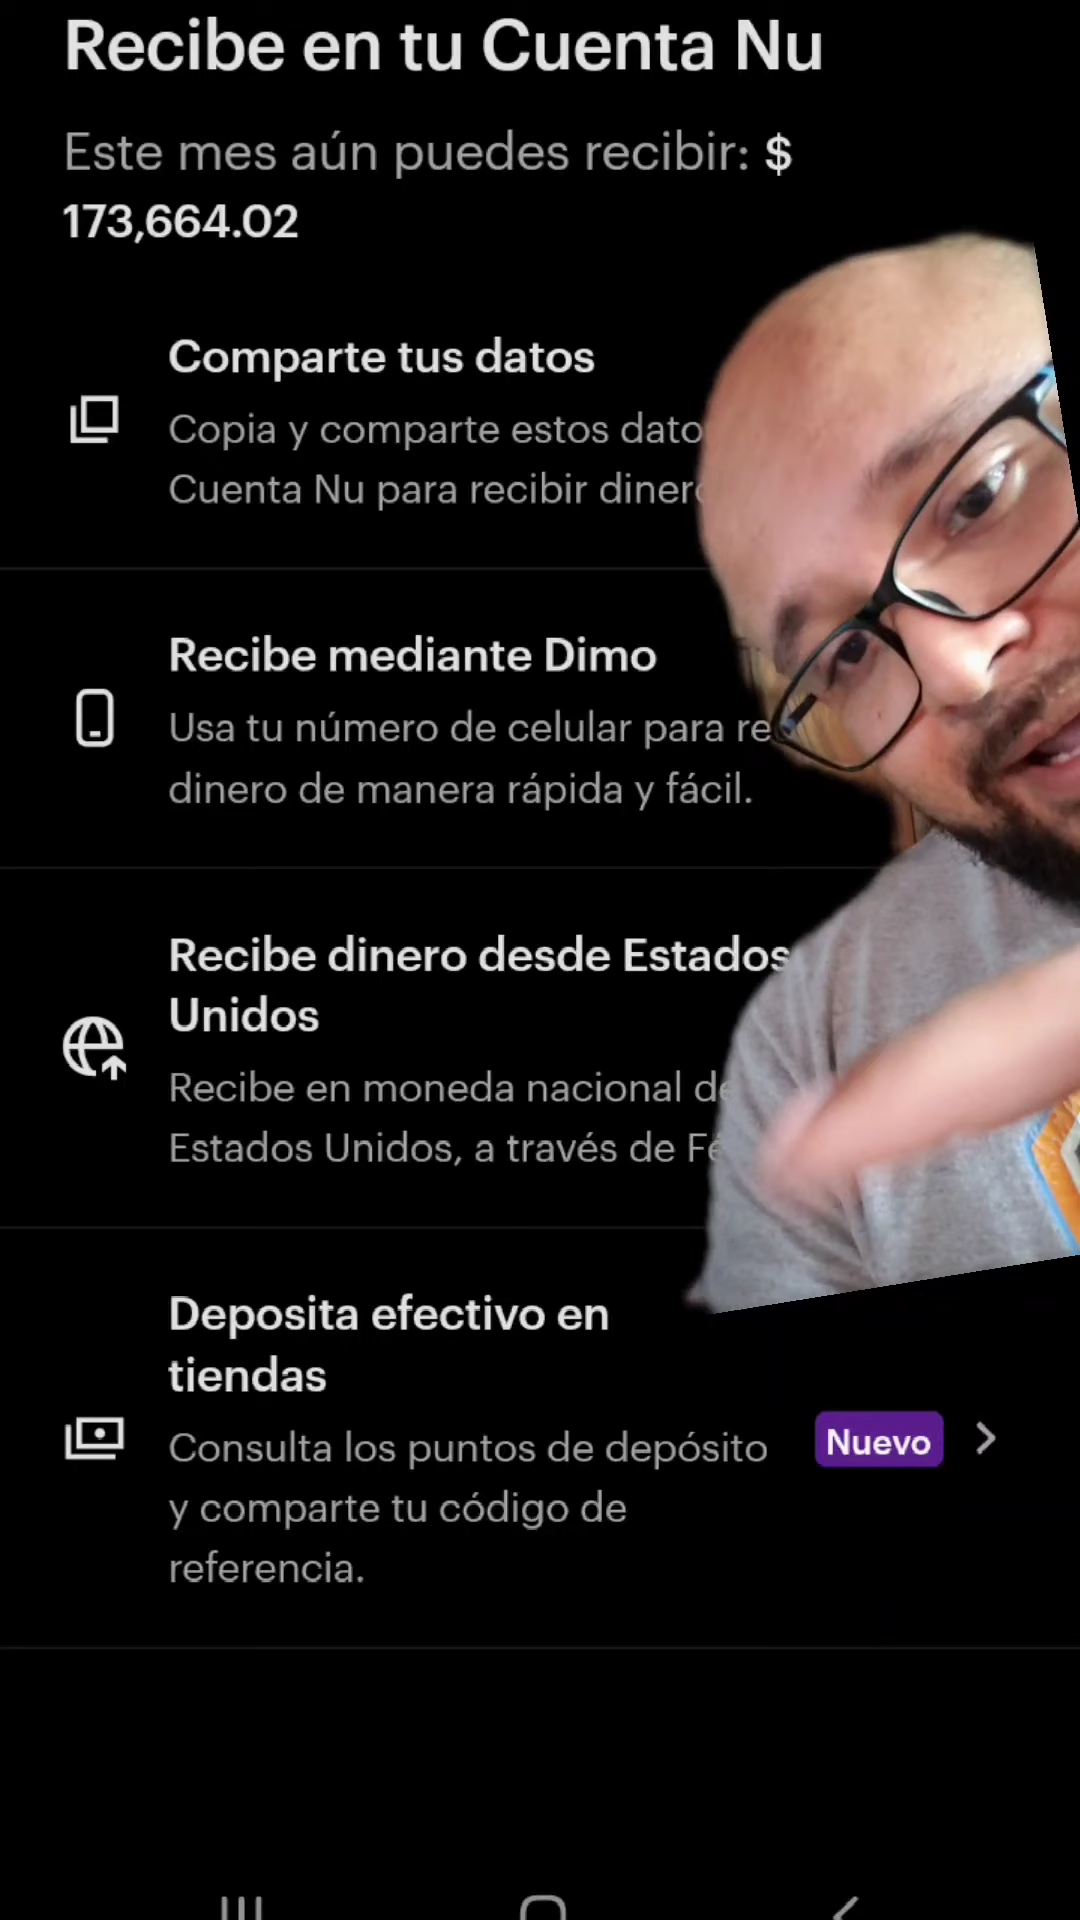 Recibe en tu Cuenta Nu
Este mes aún puedes recibir: $
173,664.02
Comparte tus datos
Copia y comparte estos
Cuenta Nu para recibir
Recibe mediante Dimo
Usa tu número de celular para
dinero de manera rápida y fácil.
Recibe dinero desde Estados
Unidos
Recibe en moneda nacional
Estados Unidos, a través de
Deposita efectivo en
tiendas
Consulta los puntos de depósito
y comparte tu código de
referencia.
Nuevo